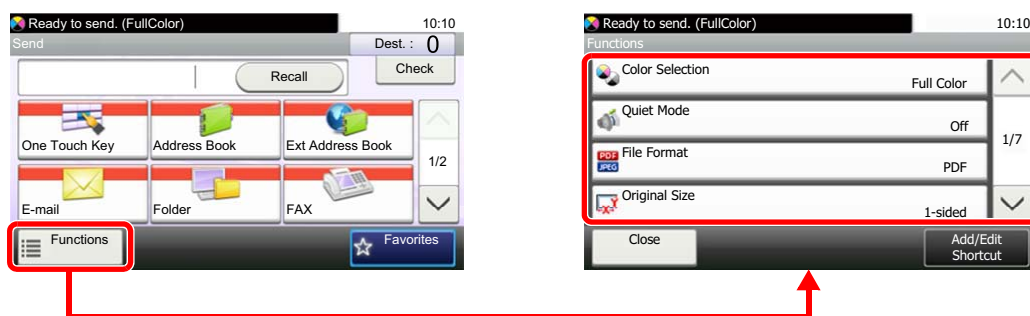 Ready to send. (FullColor) 10:10
Send Dest. : 0
Recall Check
One Touch Key Address Book Ext Address Book
1/2
E-mail Folder FAX
Functions Favorites
Ready to send. (FullColor) 10:10
Functions
Color Selection
Full Color
Quiet Mode
Off
1/7
PDF File Format
JPEG PDF
Original Size
1-sided
Close Add/Edit
Shortcut